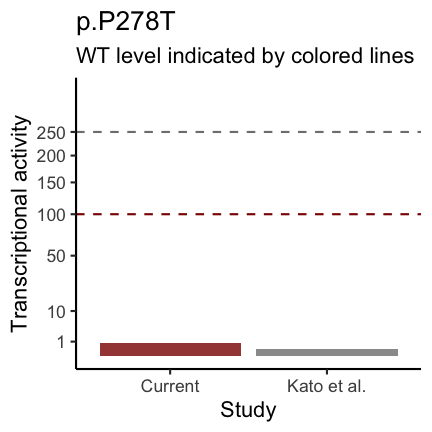 p.P278T
WT level indicated by colored lines
Transcriptional activity
250
200
150
100
50
10
1
Current
Kato et al.
Study